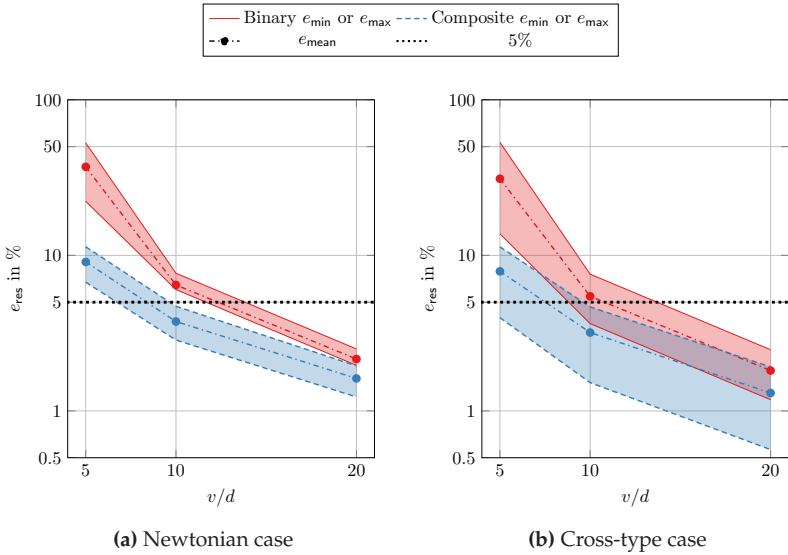 Binary e_min or e_max Composite e_min or e_max
e_mean 5%
100
50
10
5
1
0.5
e_res in %
5 10 20
v/d
(a) Newtonian case
100
50
10
5
1
0.5
e_res in %
5 10 20
v/d
(b) Cross-type case